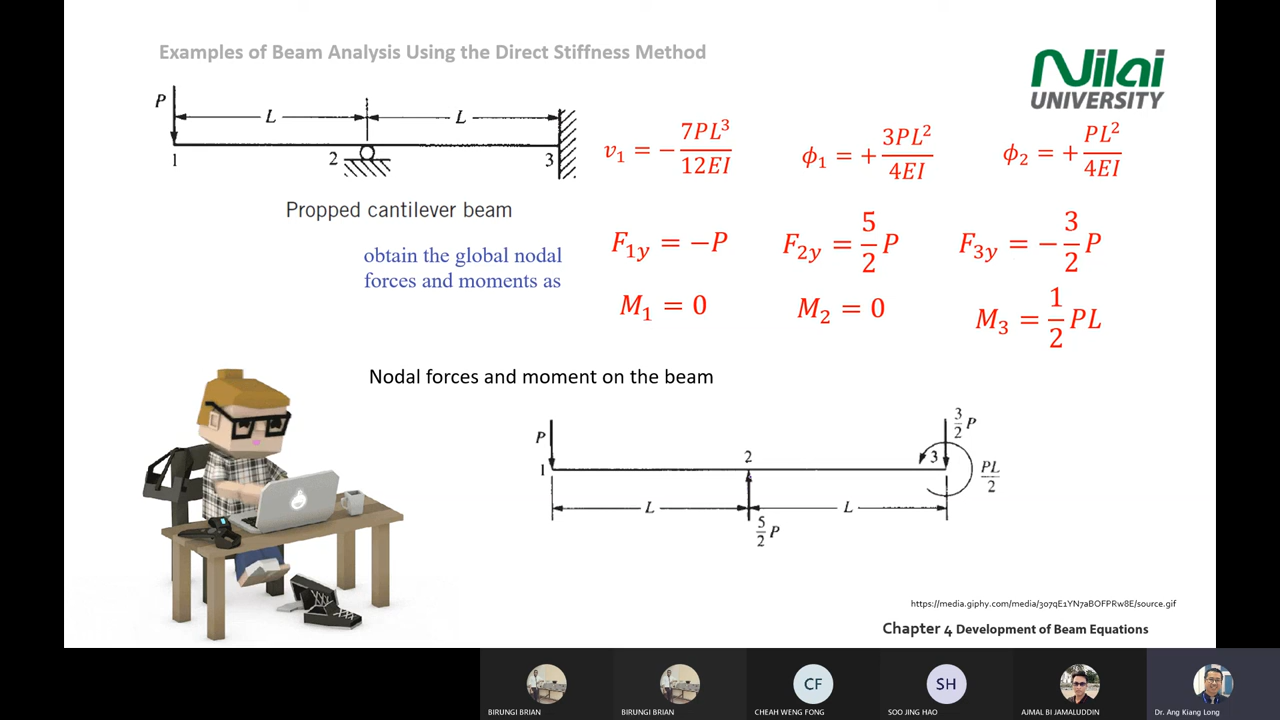 Examples of Beam Analysis Using the Direct Stiffness Method
Nilai
UNIVERSITY
P
L
L
1
2
3
Propped cantilever beam
v₁ = −7PL³/12EI
ϕ₁ = +3PL²/4EI
ϕ₂ = +PL²/4EI
obtain the global nodal
forces and moments as
F₁y = −P
F₂y = 5/2 P
F₃y = −3/2 P
M₁ = 0
M₂ = 0
M₃ = 1/2 PL
Nodal forces and moment on the beam
P
1
2
3
3/2 P
PL/2
L
L
5/2 P
https://media.giphy.com/media/3o7qE1YN7aBOFPRw8E/source.gif
Chapter 4 Development of Beam Equations
CF
SH
BIRUNGI BRIAN
BIRUNGI BRIAN
CHEAH WENG FONG
SOO JING HAO
AJMAL BI JAMALUDDIN
Dr. Ang Kiang Long